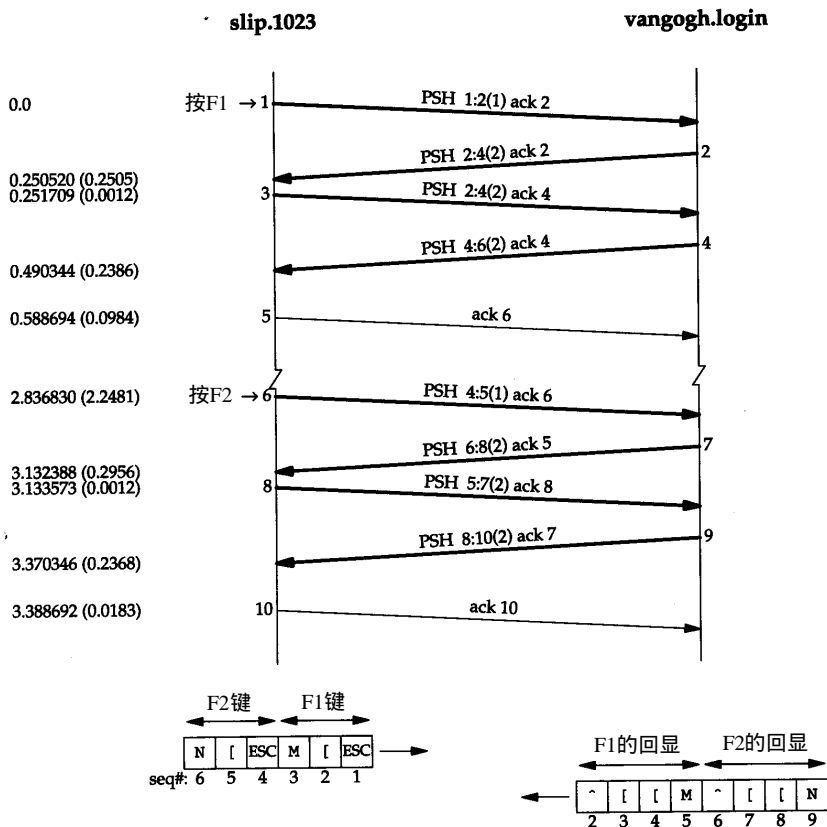 slip.1023 vangogh.login
0.0 按F1 → 1 PSH 1:2(1) ack 2
PSH 2:4(2) ack 2 2
0.250520 (0.2505)
0.251709 (0.0012) 3 PSH 2:4(2) ack 4
PSH 4:6(2) ack 4 4
0.490344 (0.2386)
0.588694 (0.0984) 5 ack 6
2.836830 (2.2481) 按F2 → 6 PSH 4:5(1) ack 6
PSH 6:8(2) ack 5 7
3.132388 (0.2956)
3.133573 (0.0012) 8 PSH 5:7(2) ack 8
PSH 8:10(2) ack 7 9
3.370346 (0.2368)
3.388692 (0.0183) 10 ack 10
F2键 F1键
N [ ESC M [ ESC
seq#: 6 5 4 3 2 1
F1的回显 F2的回显
^ [ [ M ^ [ [ N
2 3 4 5 6 7 8 9